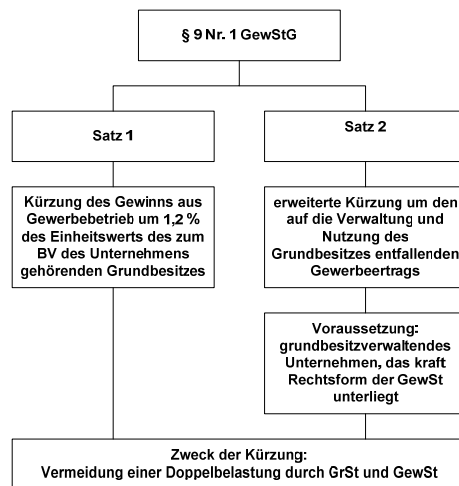 § 9 Nr. 1 GewStG
Satz 1
Satz 2
Kürzung des Gewinns aus
Gewerbebetrieb um 1,2 %
des Einheitswerts des zum
BV des Unternehmens
gehörenden Grundbesitzes
erweiterte Kürzung um den
auf die Verwaltung und
Nutzung des
Grundbesitzes entfallenden
Gewerbeertrags
Voraussetzung:
grundbesitzverwaltendes
Unternehmen, das kraft
Rechtsform der GewSt
unterliegt
Zweck der Kürzung:
Vermeidung einer Doppelbelastung durch GrSt und GewSt